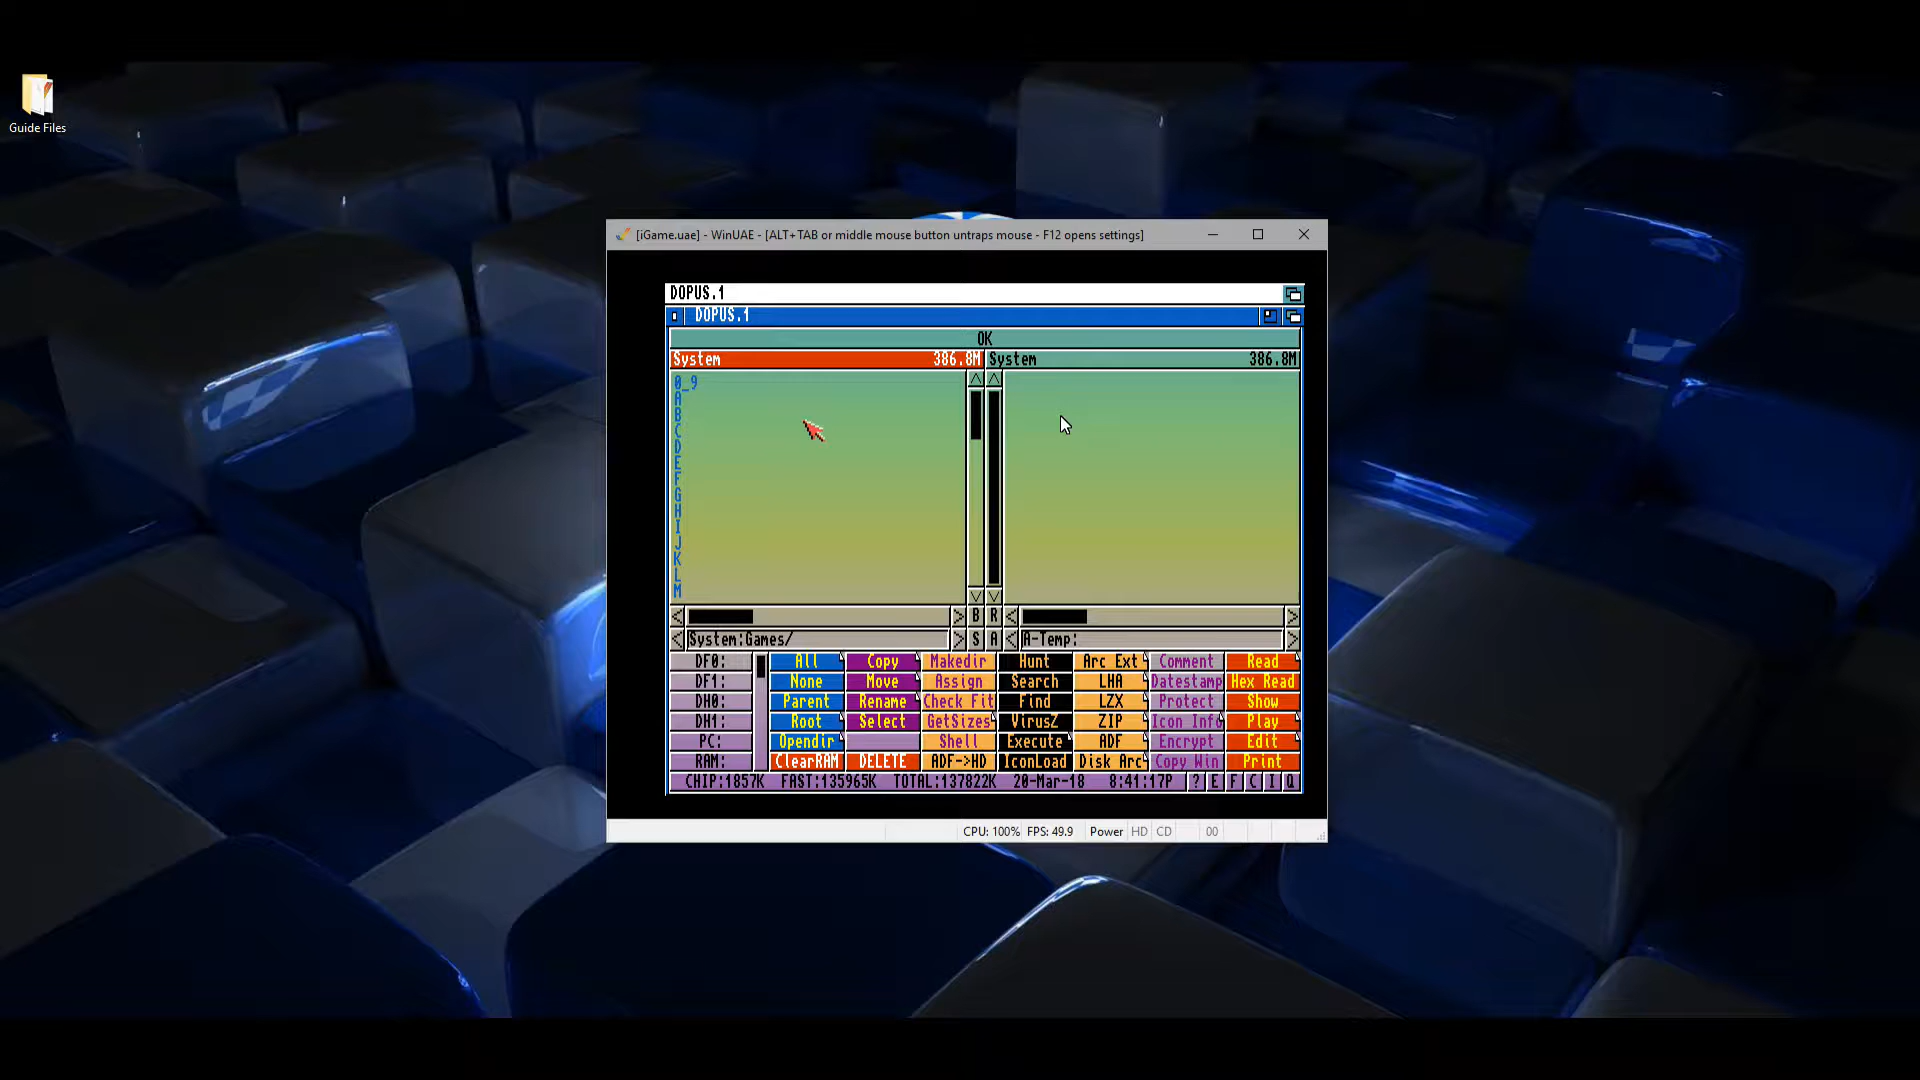 Guide Files
[iGame.uae] - WinUAE - [ALT+TAB or middle mouse button untraps mouse - F12 opens settings]
DOPUS.1
DOPUS.1
OK
System 386.8M System 386.8M
0_9
A
B
C
D
E
F
G
H
I
J
K
L
M
< > B R < >
< System:Games/ > S A < A-Temp: >
DF0: All Copy Makedir Hunt Arc Ext Comment Read
DF1: None Move Assign Search LHA Datestamp Hex Read
DH0: Parent Rename Check Fit Find LZX Protect Show
DH1: Root Select GetSizes VirusZ ZIP Icon Info Play
PC: Opendir Shell Execute ADF Encrypt Edit
RAM: ClearRAM DELETE ADF->HD IconLoad Disk Arc Copy Win Print
CHIP:1857K FAST:135965K TOTAL:137822K 20-Mar-18 8:41:17P ? E F C I Q
CPU: 100% FPS: 49.9 Power HD CD 00